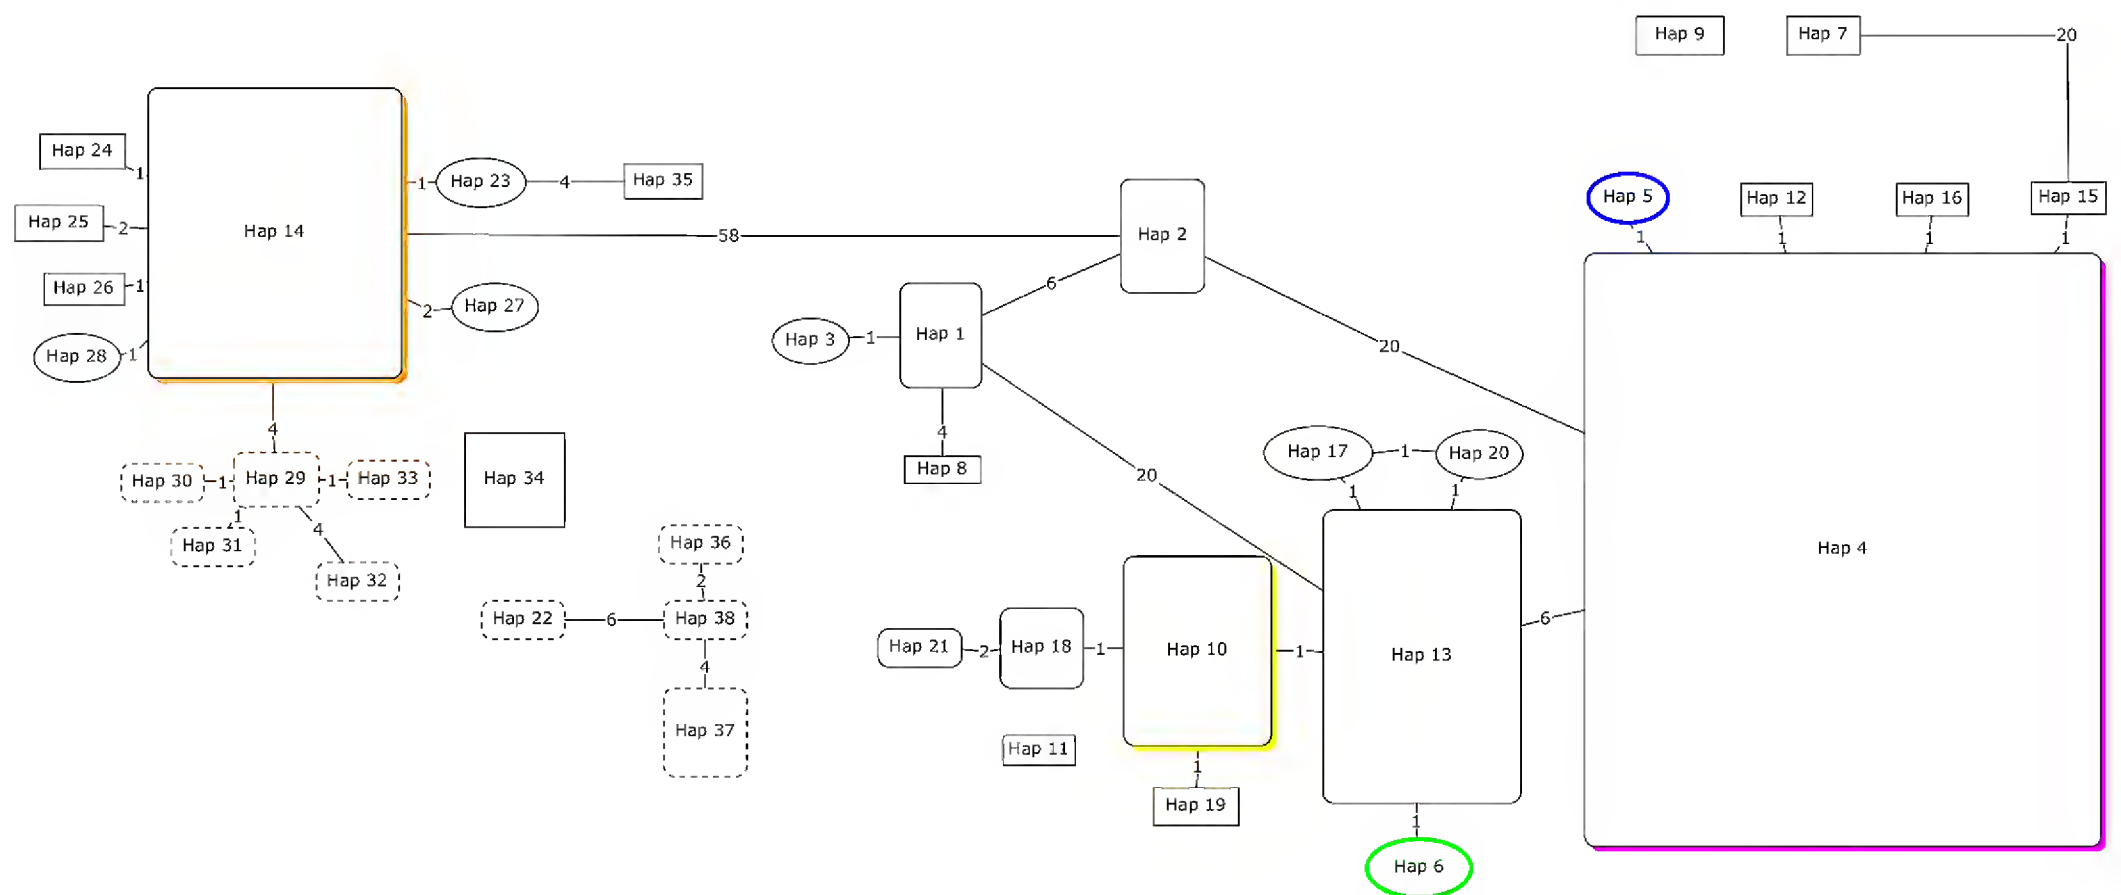 Hap 9
Hap 7
20
Hap 24
1
Hap 25
2
Hap 26
1
Hap 28
1
Hap 14
1
Hap 23
4
Hap 35
58
2
Hap 27
4
Hap 30
1
Hap 29
1
Hap 33
1
Hap 31
4
Hap 32
Hap 34
Hap 36
2
Hap 22
6
Hap 38
4
Hap 37
Hap 2
6
Hap 3
1
Hap 1
4
Hap 8
20
20
Hap 5
1
Hap 12
1
Hap 16
1
Hap 15
1
Hap 4
Hap 17
1
Hap 20
1
1
6
Hap 21
2
Hap 18
1
Hap 10
1
Hap 13
Hap 11
1
Hap 19
1
Hap 6